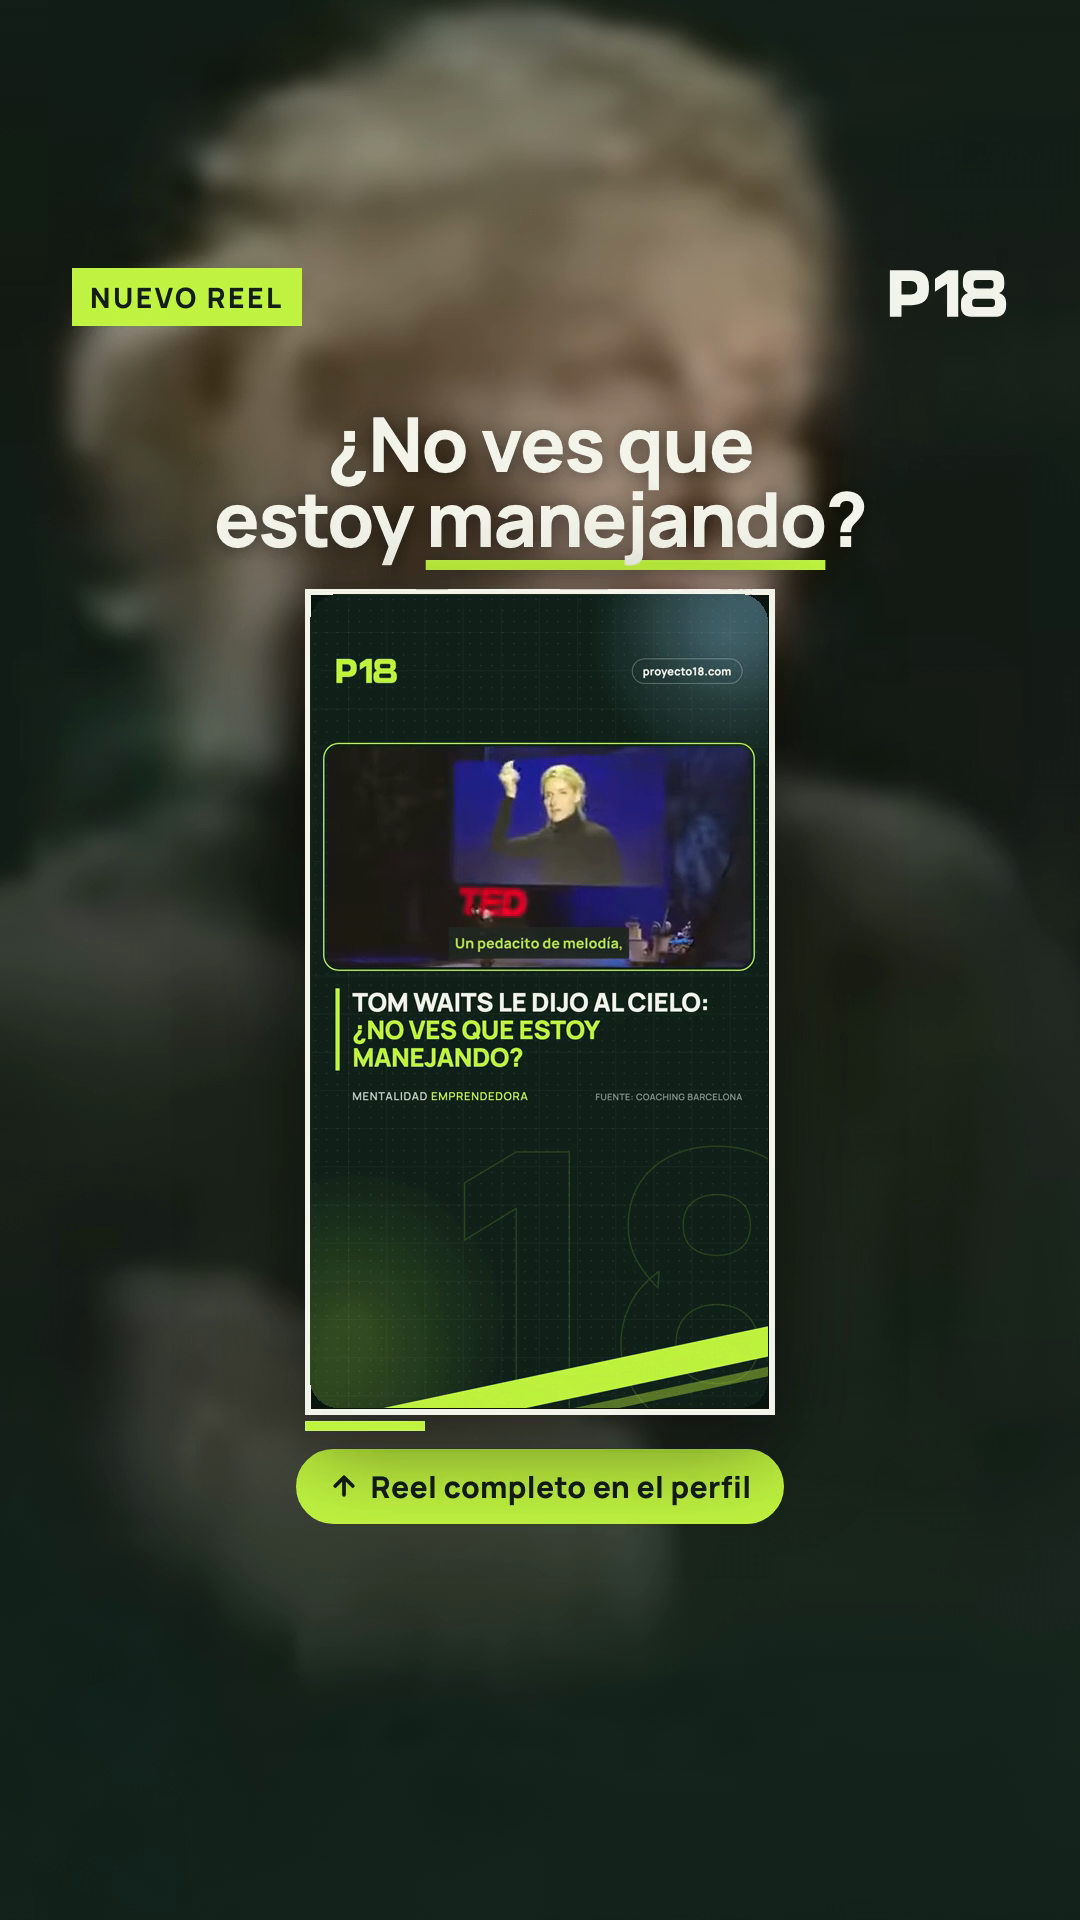 NUEVO REEL
P18
¿No ves que
estoy manejando?
P18
proyecto18.com
TED
Un pedacito de melodía,
TOM WAITS LE DIJO AL CIELO:
¿NO VES QUE ESTOY
MANEJANDO?
MENTALIDAD EMPRENDEDORA
FUENTE: COACHING BARCELONA
18
↑ Reel completo en el perfil